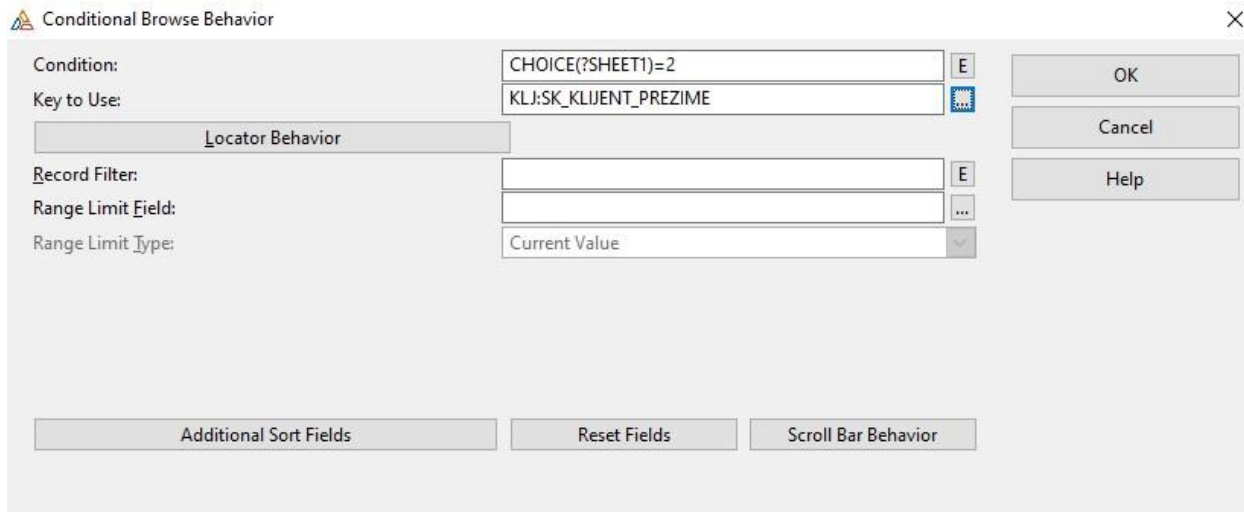 Conditional Browse Behavior
Condition: CHOICE(?SHEET1)=2 E OK
Key to Use: KLJ:SK_KLIJENT_PREZIME ...
Locator Behavior Cancel
Record Filter: E Help
Range Limit Field: ...
Range Limit Type: Current Value
Additional Sort Fields Reset Fields Scroll Bar Behavior